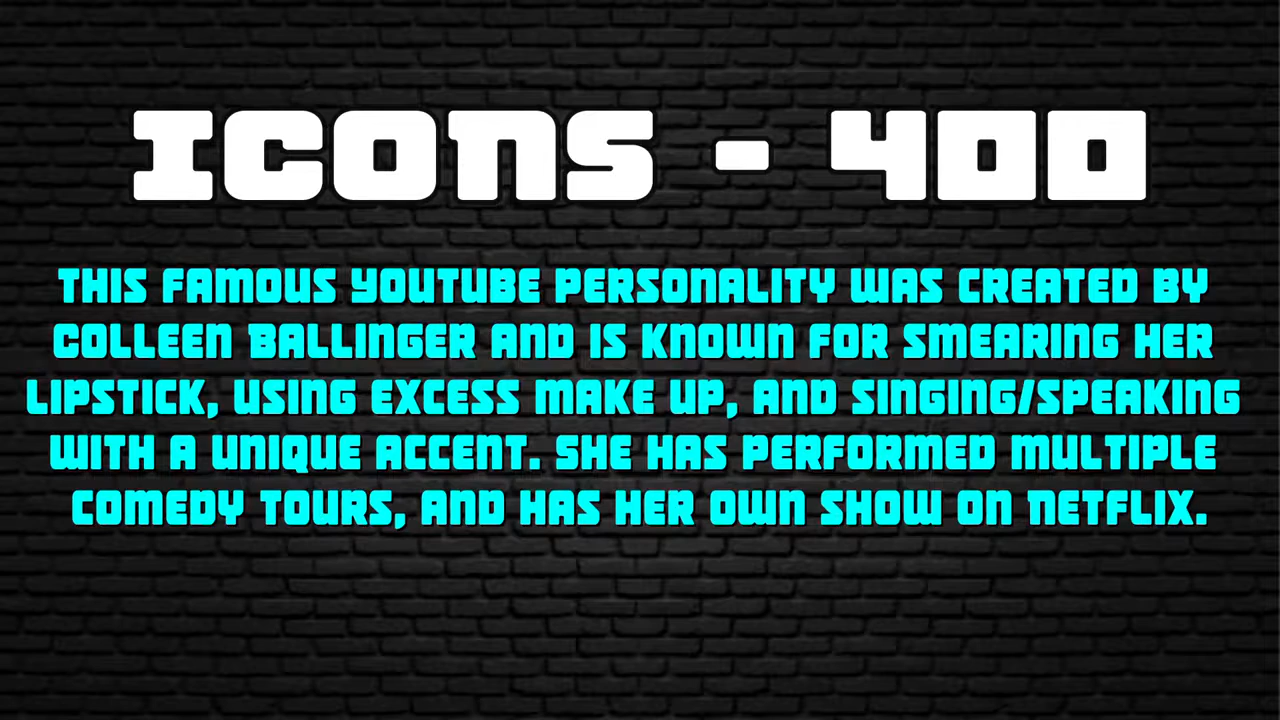 ICONS - 400
THIS FAMOUS YOUTUBE PERSONALITY WAS CREATED BY
COLLEEN BALLINGER AND IS KNOWN FOR SMEARING HER
LIPSTICK, USING EXCESS MAKE UP, AND SINGING/SPEAKING
WITH A UNIQUE ACCENT. SHE HAS PERFORMED MULTIPLE
COMEDY TOURS, AND HAS HER OWN SHOW ON NETFLIX.